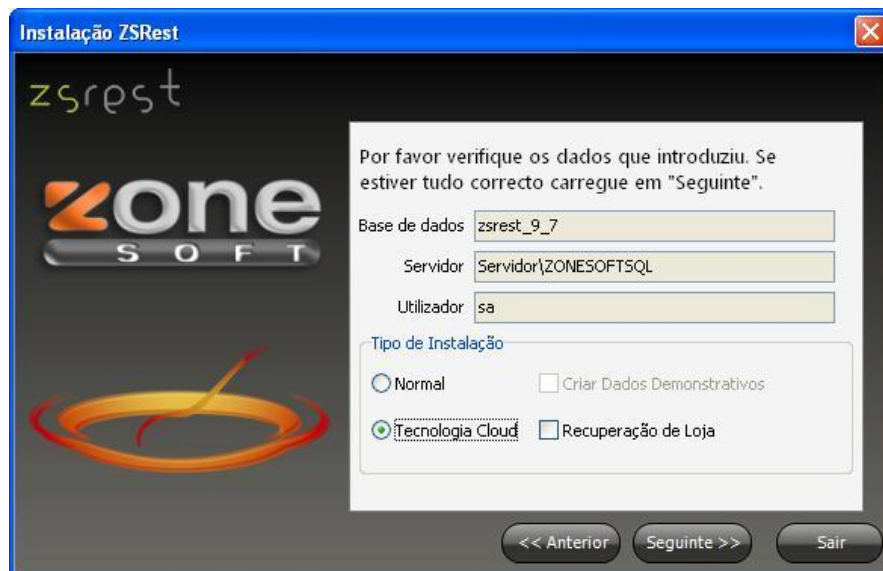 Instalação ZSRest
zsrest
zone
SOFT
Por favor verifique os dados que introduziu. Se
estiver tudo correcto carregue em "Seguinte".
Base de dados zsrest_9_7
Servidor Servidor\ZONESOFTSQL
Utilizador sa
Tipo de Instalação
Normal Criar Dados Demonstrativos
Tecnologia Cloud Recuperação de Loja
<< Anterior Seguinte >> Sair